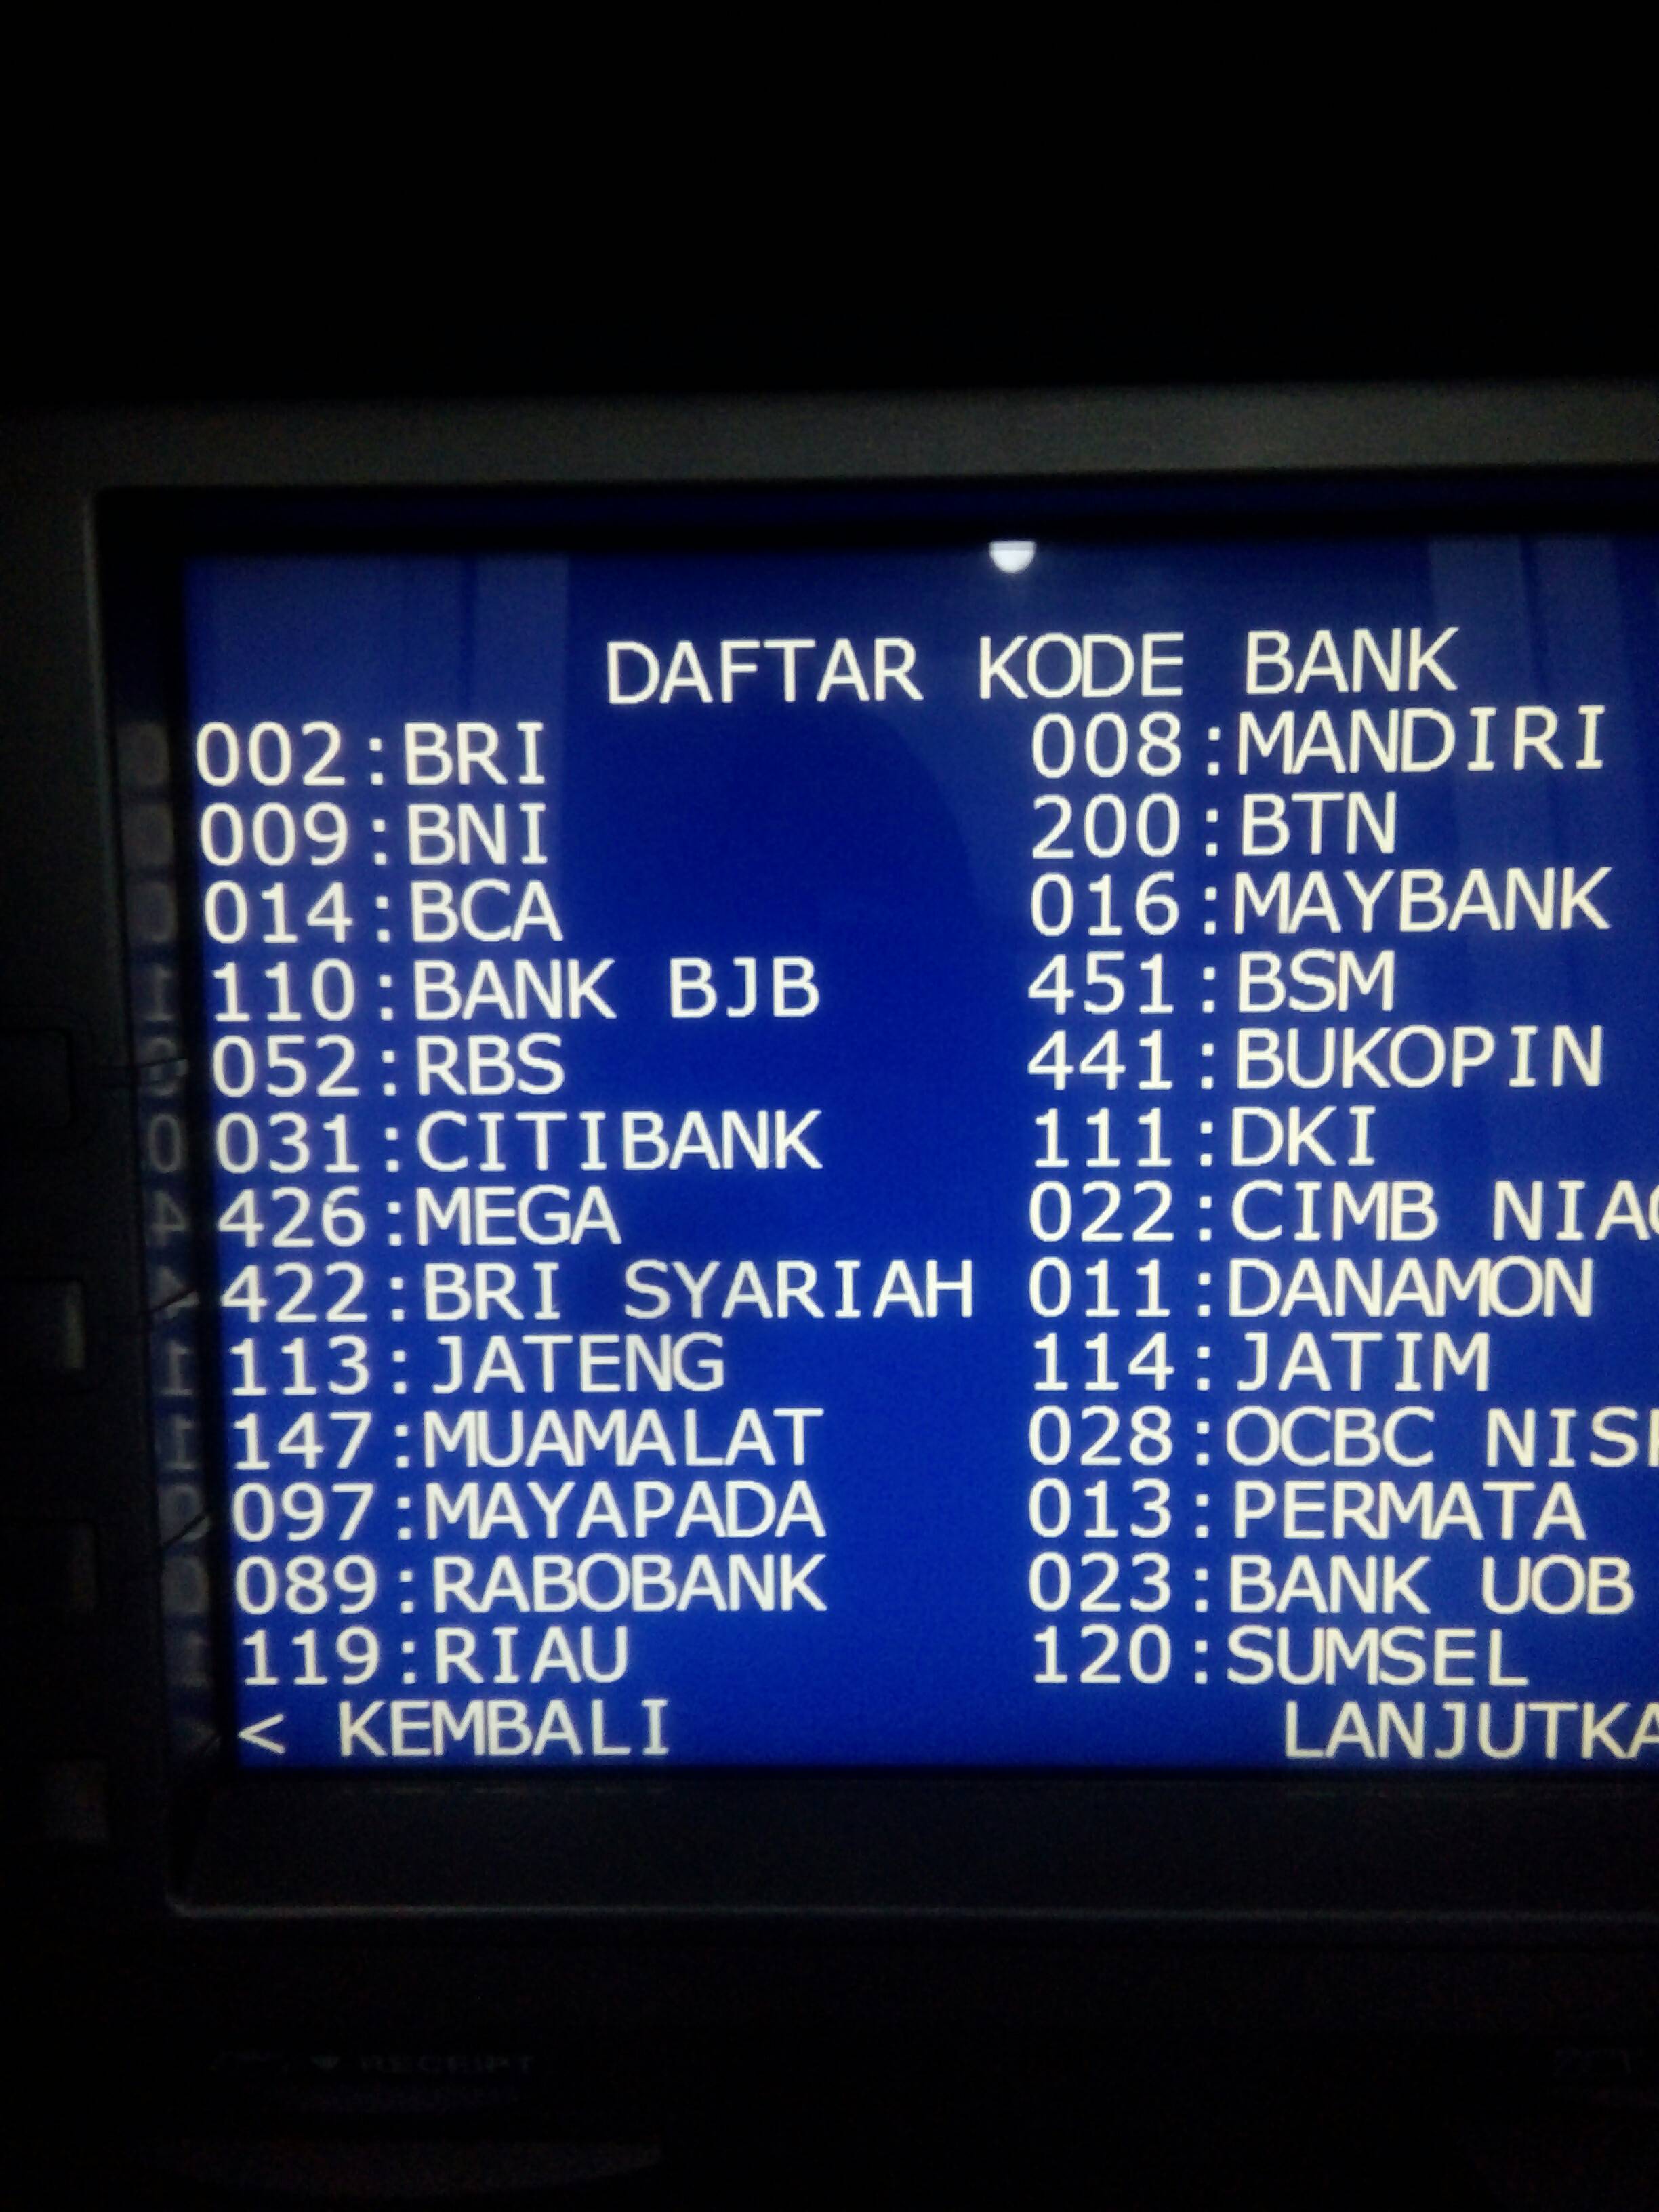 DAFTAR KODE BANK
002:BRI 008:MANDIRI
009:BNI 200:BTN
014:BCA 016:MAYBANK
110:BANK BJB 451:BSM
052:RBS 441:BUKOPIN
031:CITIBANK 111:DKI
426:MEGA 022:CIMB NIAG
422:BRI SYARIAH 011:DANAMON
113:JATENG 114:JATIM
147:MUAMALAT 028:OCBC NISP
097:MAYAPADA 013:PERMATA
089:RABOBANK 023:BANK UOB
119:RIAU 120:SUMSEL
< KEMBALI LANJUTKA
RECEIPT